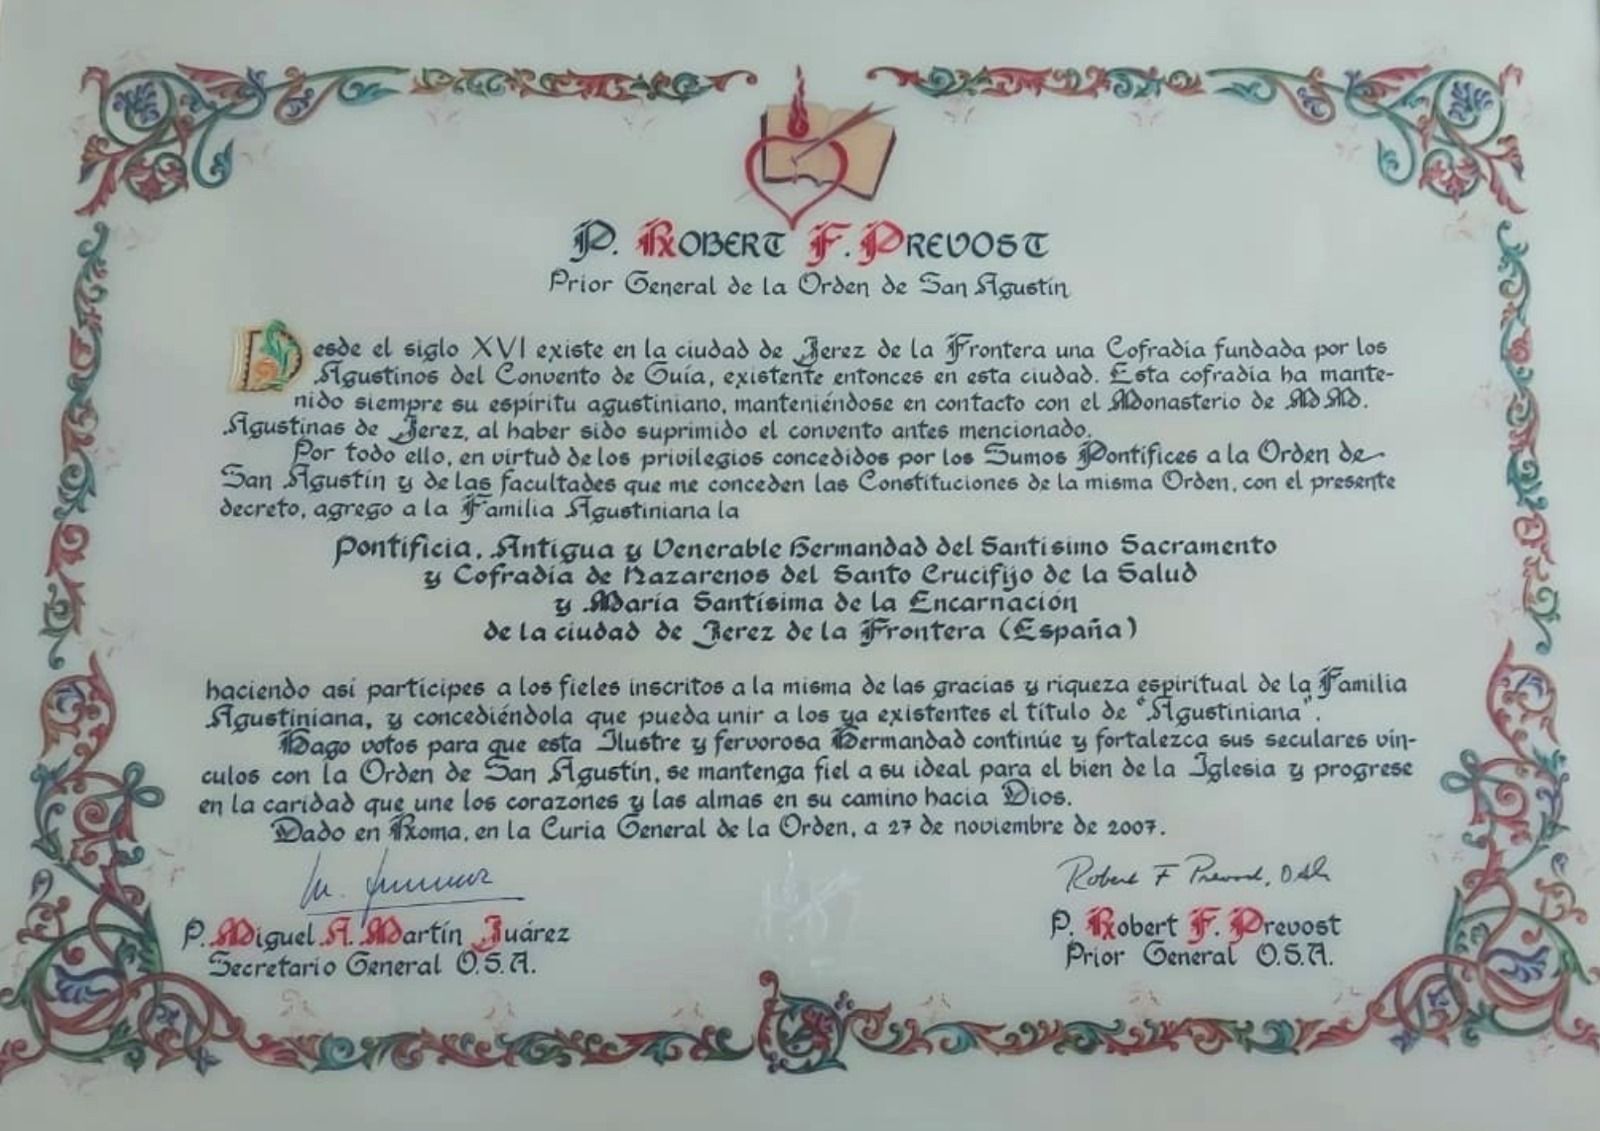 P. ROBERT F. PREVOST
Prior General de la Orden de San Agustín
Desde el siglo XVI existe en la ciudad de Jerez de la Frontera una Cofradía fundada por los
Agustinos del Convento de Guía, existente entonces en esta ciudad. Esta cofradía ha mante-
nido siempre su espíritu agustiniano, manteniéndose en contacto con el Monasterio de MM.
Agustinas de Jerez, al haber sido suprimido el convento antes mencionado.
Por todo ello, en virtud de los privilegios concedidos por los Sumos Pontífices a la Orden de
San Agustín y de las facultades que me conceden las Constituciones de la misma Orden, con el presente
decreto, agrego a la Familia Agustiniana la
Pontificia, Antigua y Venerable Hermandad del Santísimo Sacramento
y Cofradía de Nazarenos del Santo Crucifijo de la Salud
y María Santísima de la Encarnación
de la ciudad de Jerez de la Frontera (España)
haciendo así partícipes a los fieles inscritos a la misma de las gracias y riqueza espiritual de la Familia
Agustiniana, y concediéndola que pueda unir a los ya existentes el título de "Agustiniana".
Hago votos para que esta Ilustre y fervorosa Hermandad continúe y fortalezca sus seculares vín-
culos con la Orden de San Agustín, se mantenga fiel a su ideal para el bien de la Iglesia y progrese
en la caridad que une los corazones y las almas en su camino hacia Dios.
Dado en Roma, en la Curia General de la Orden, a 27 de noviembre de 2007.
Robert F Prevost, OSA
P. Miguel A. Martín Juárez
Secretario General O.S.A.
P. Robert F. Prevost
Prior General O.S.A.